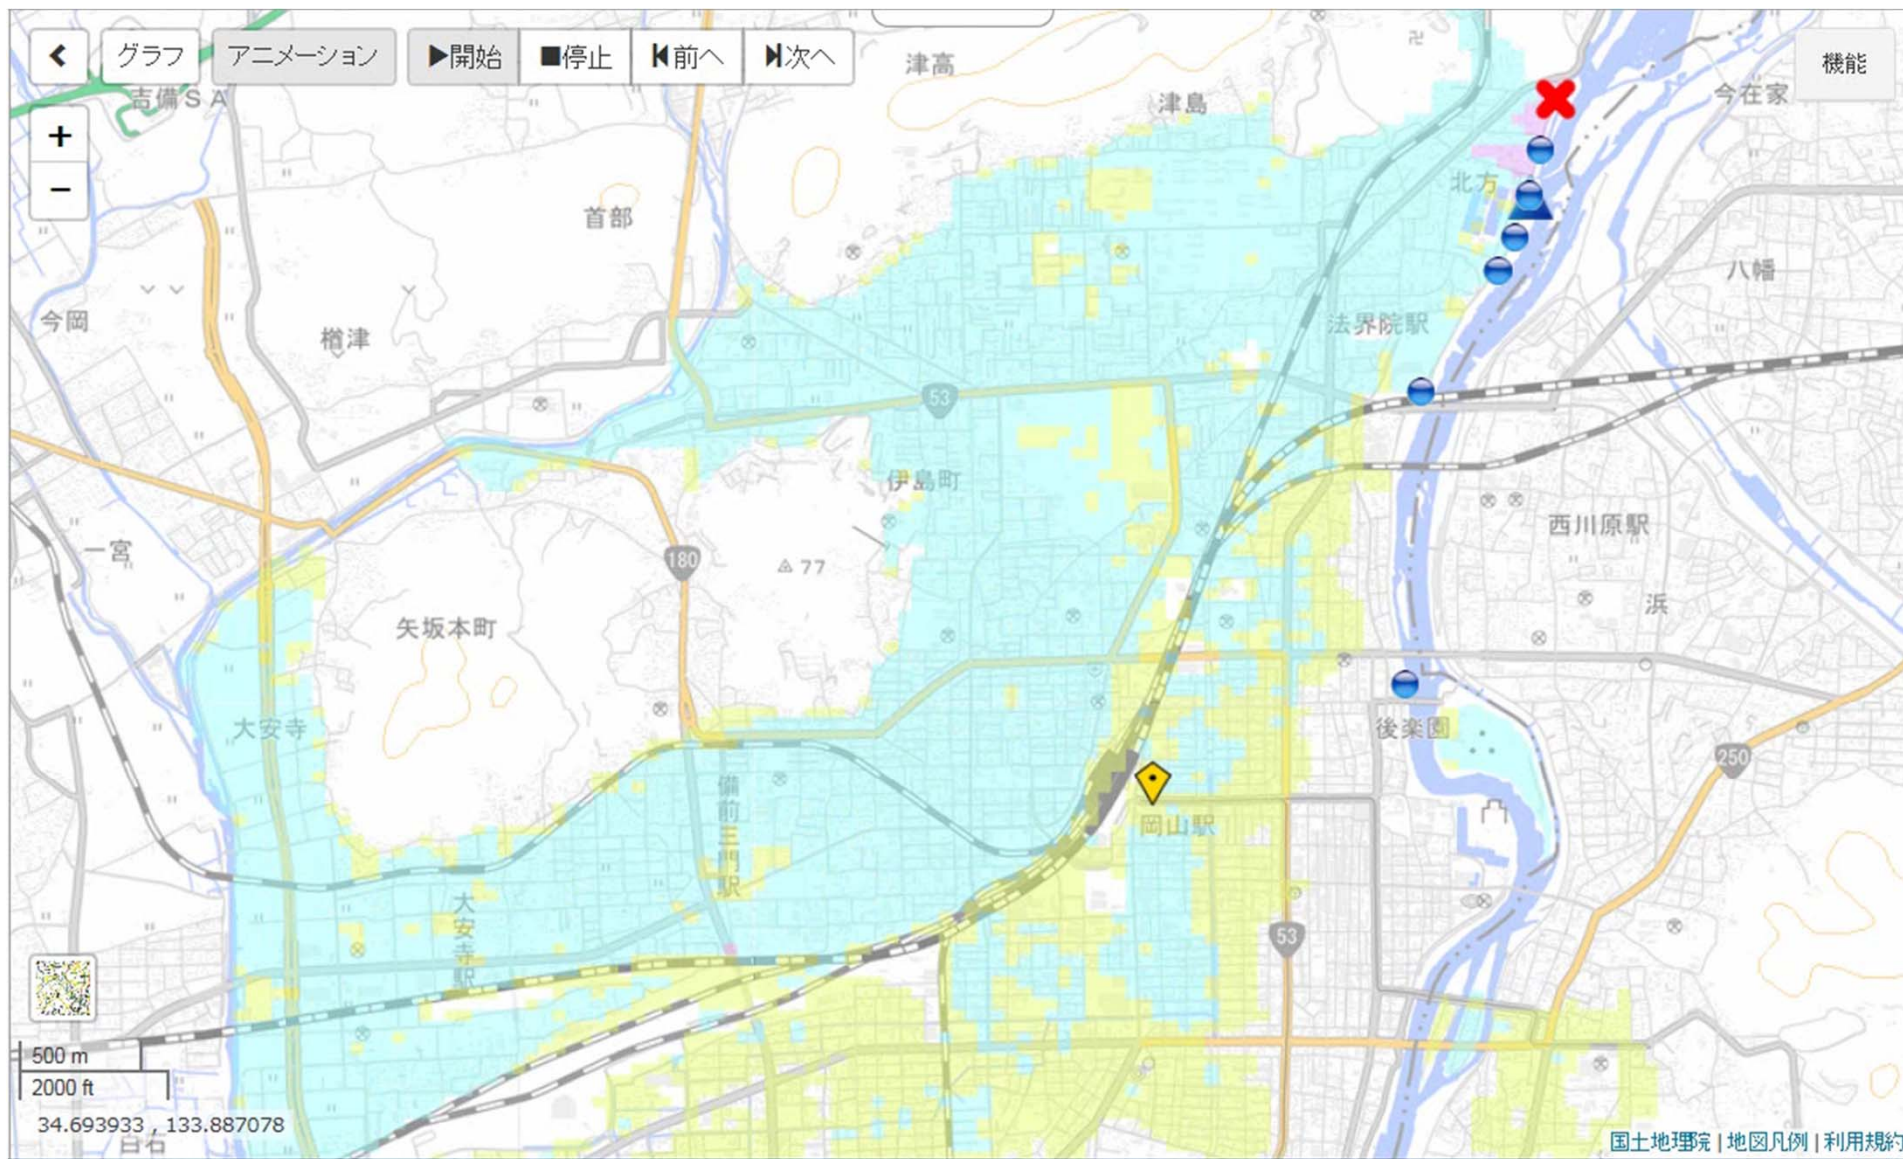 グラフ
アニメーション
▶開始
■停止
前へ
次へ
機能
津高
吉備SA
津島
今在家
+
−
北方
首部
八幡
今岡
楢津
法界院駅
53
伊島町
西川原駅
一宮
180
77
浜
矢坂本町
大安寺
後楽園
250
備前三門駅
岡山駅
大安寺駅
53
500 m
2000 ft
34.693933 , 133.887078
白石
国土地理院 | 地図凡例 | 利用規約